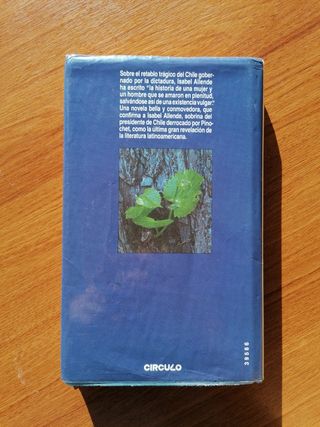 Sobre el retablo trágico del Chile gober-
nado por la dictadura, Isabel Allende
ha escrito "la historia de una mujer y
un hombre que se amaron en plenitud,
salvándose así de una existencia vulgar."
Una novela bella y conmovedora, que
confirma a Isabel Allende, sobrina del
presidente de Chile derrocado por Pino-
chet, como la última gran revelación de
la literatura latinoamericana.
CIRCULO
39566